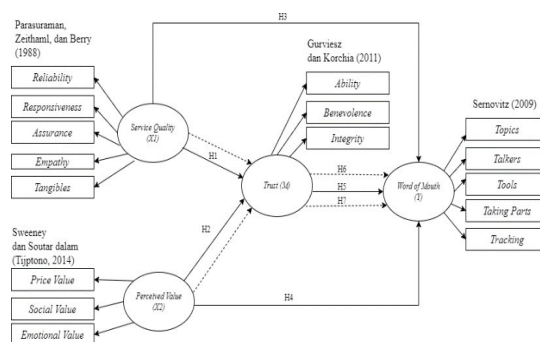 Parasuraman,
Zeithaml, dan Berry
(1988)
Reliability
Responsiveness
Assurance
Empathy
Tangibles
Service Quality
(X1)
H3
Gurviesz
dan Korchia (2011)
Ability
Benevolence
Integrity
H1
Trust (M)
H6
H5
H7
Sernovitz (2009)
Topics
Talkers
Tools
Taking Parts
Tracking
Word of Mouth
(Y)
Sweeney
dan Soutar dalam
(Tjiptono, 2014)
Price Value
Social Value
Emotional Value
Perceived Value
(X2)
H2
H4